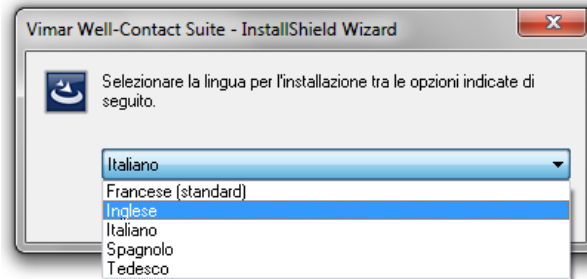 Vimar Well-Contact Suite - InstallShield Wizard
Selezionare la lingua per l'installazione tra le opzioni indicate di
seguito.
Italiano
Francese (standard)
Inglese
Italiano
Spagnolo
Tedesco